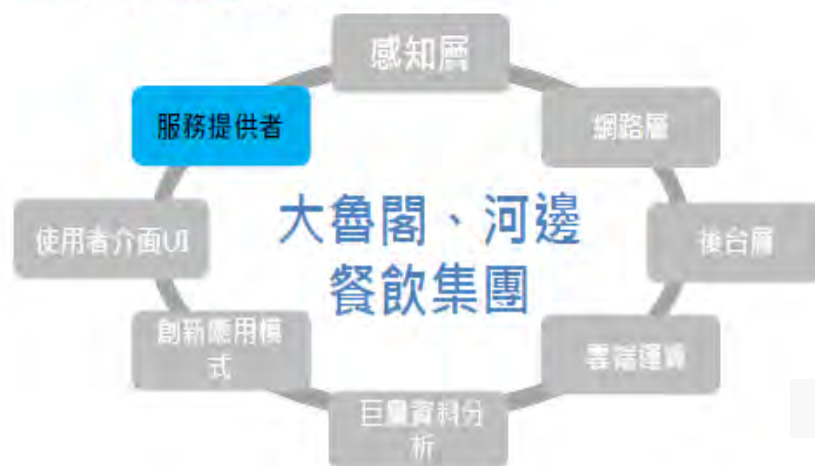 感知層
服務提供者
網路層
大魯閣、河邊
餐飲集團
使用者介面UI
後台層
創新應用模
式
雲端運算
巨量資料分
析